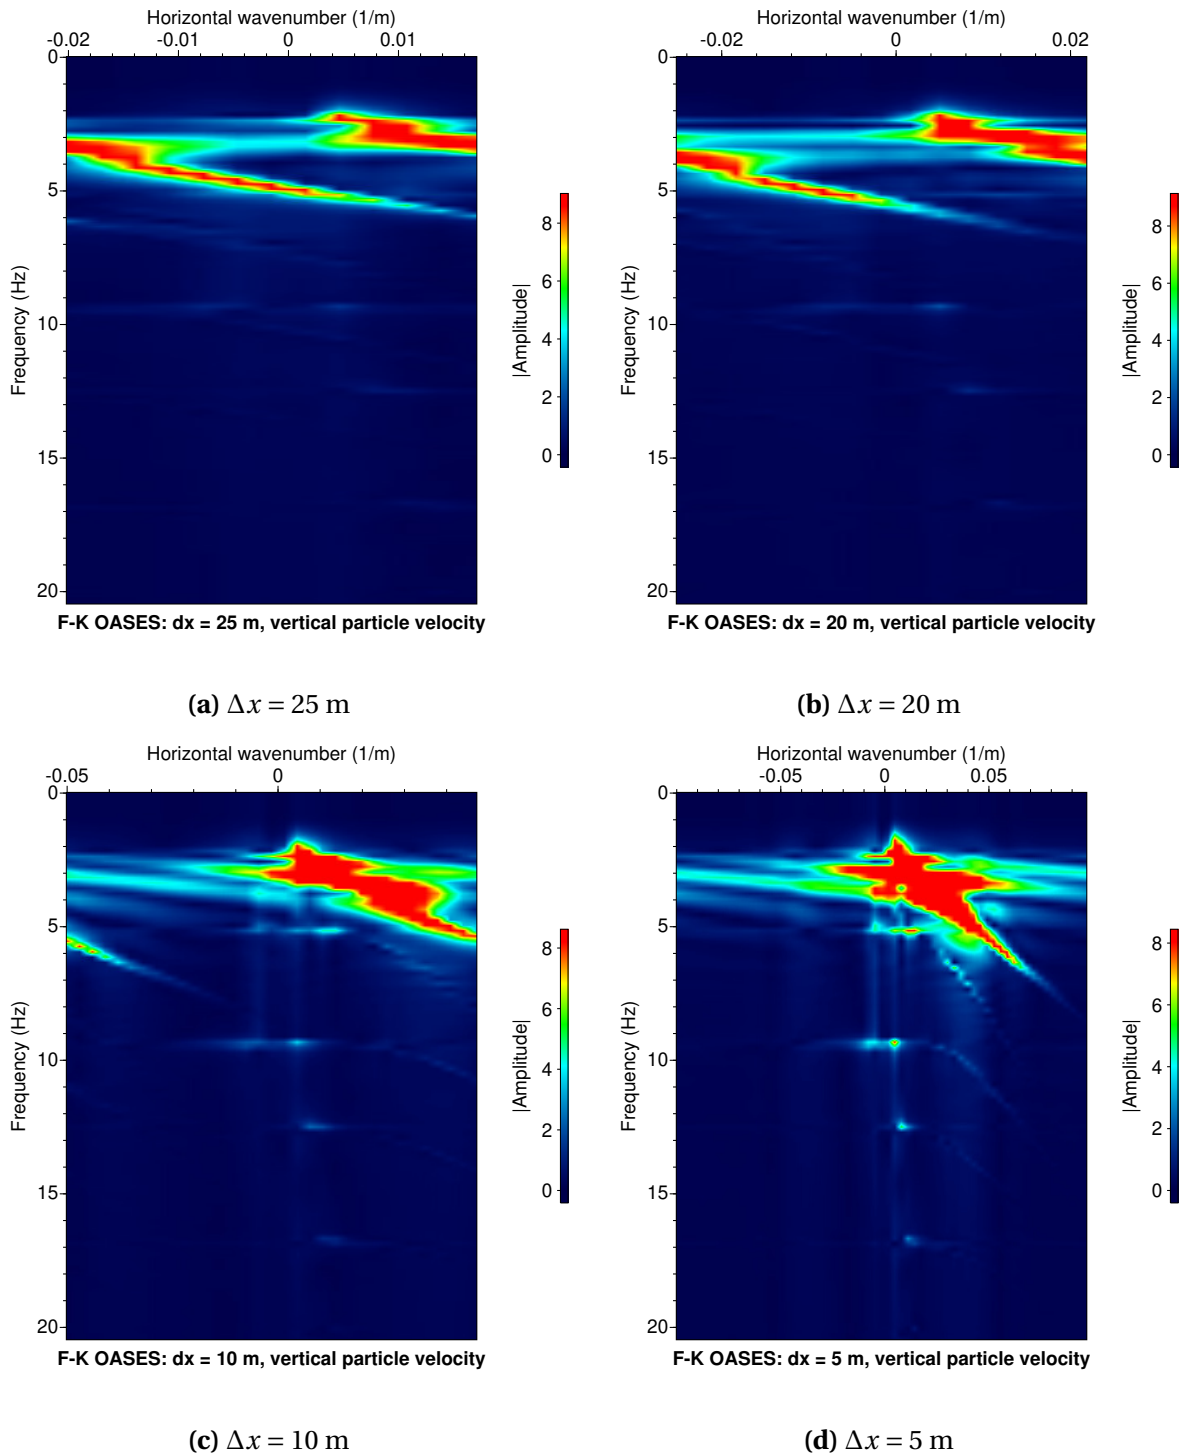 Horizontal wavenumber (1/m)
-0.02 -0.01 0 0.01
0
5
10
15
20
Frequency (Hz)
|Amplitude|
8
6
4
2
0
F-K OASES: dx = 25 m, vertical particle velocity
(a) Δx = 25 m
Horizontal wavenumber (1/m)
-0.02 0 0.02
0
5
10
15
20
Frequency (Hz)
|Amplitude|
8
6
4
2
0
F-K OASES: dx = 20 m, vertical particle velocity
(b) Δx = 20 m
Horizontal wavenumber (1/m)
-0.05 0
0
5
10
15
20
Frequency (Hz)
|Amplitude|
8
6
4
2
0
F-K OASES: dx = 10 m, vertical particle velocity
(c) Δx = 10 m
Horizontal wavenumber (1/m)
-0.05 0 0.05
0
5
10
15
20
Frequency (Hz)
|Amplitude|
8
6
4
2
0
F-K OASES: dx = 5 m, vertical particle velocity
(d) Δx = 5 m